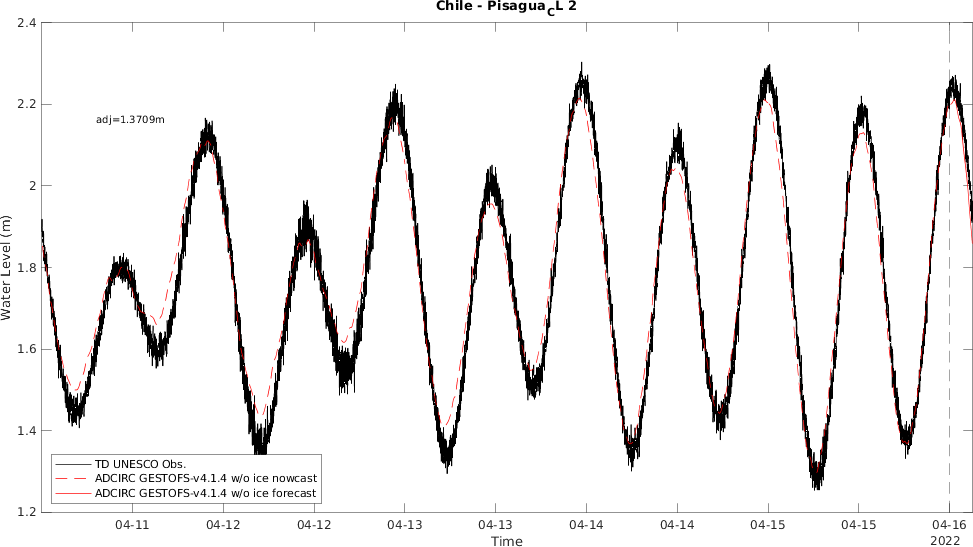 Chile - PisaguaCL 2
2.4
2.2
2
1.8
1.6
1.4
1.2
Water Level (m)
adj=1.3709m
TD UNESCO Obs.
ADCIRC GESTOFS-v4.1.4 w/o ice nowcast
ADCIRC GESTOFS-v4.1.4 w/o ice forecast
04-11 04-12 04-12 04-13 04-13 04-14 04-14 04-15 04-15 04-16
Time
2022